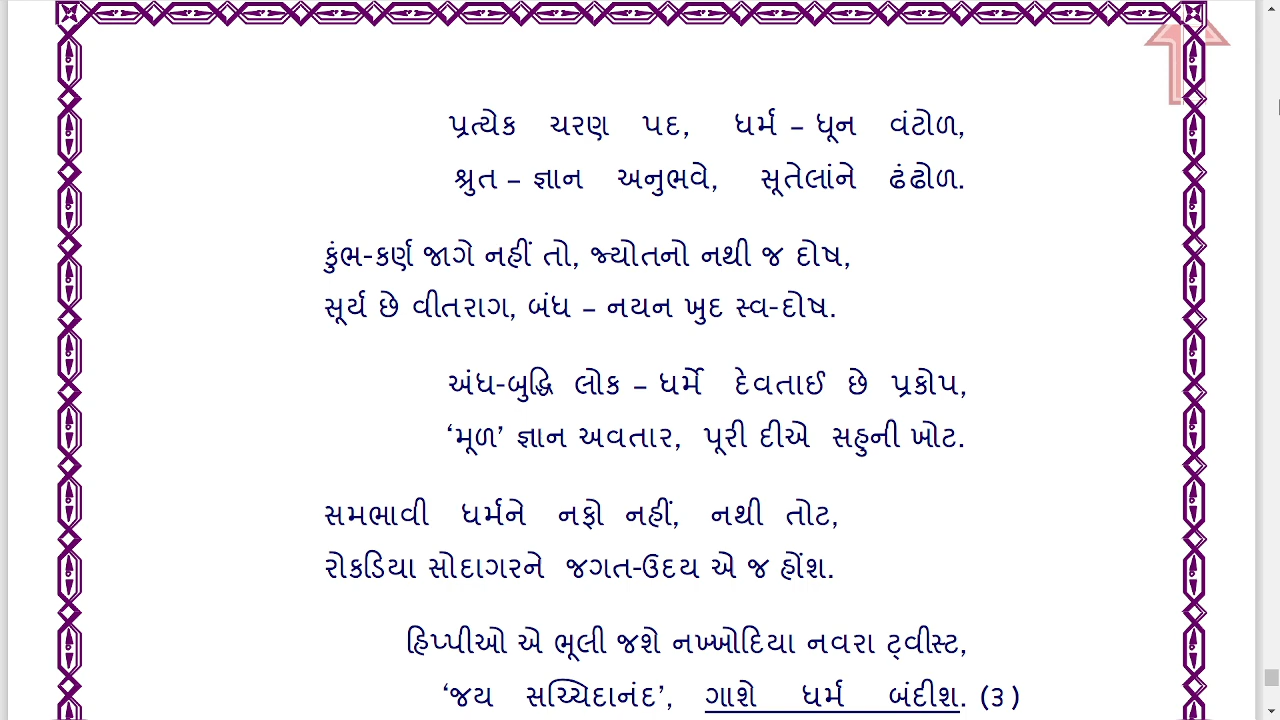 પ્રત્યેક ચરણ પદ, ધર્મ – ધૂન વંટોળ,
શ્રુત – જ્ઞાન અનુભવે, સૂતેલાંને ઢંઢોળ.
કુંભ-કર્ણ જાગે નહીં તો, જ્યોતનો નથી જ દોષ,
સૂર્ય છે વીતરાગ, બંધ – નયન ખુદ સ્વ-દોષ.
અંધ-બુદ્ધિ લોક – ધર્મે દેવતાઈ છે પ્રકોપ,
‘મૂળ’ જ્ઞાન અવતાર, પૂરી દીએ સહુની ખોટ.
સમભાવી ધર્મને નફો નહીં, નથી તોટ,
રોકડિયા સોદાગરને જગત-ઉદય એ જ હોંશ.
હિપ્પીઓ એ ભૂલી જશે નખ્ખોદિયા નવરા ટ્વીસ્ટ,
‘જય સચ્ચિદાનંદ’, ગાશે ધર્મ બંદીશ. (૩)